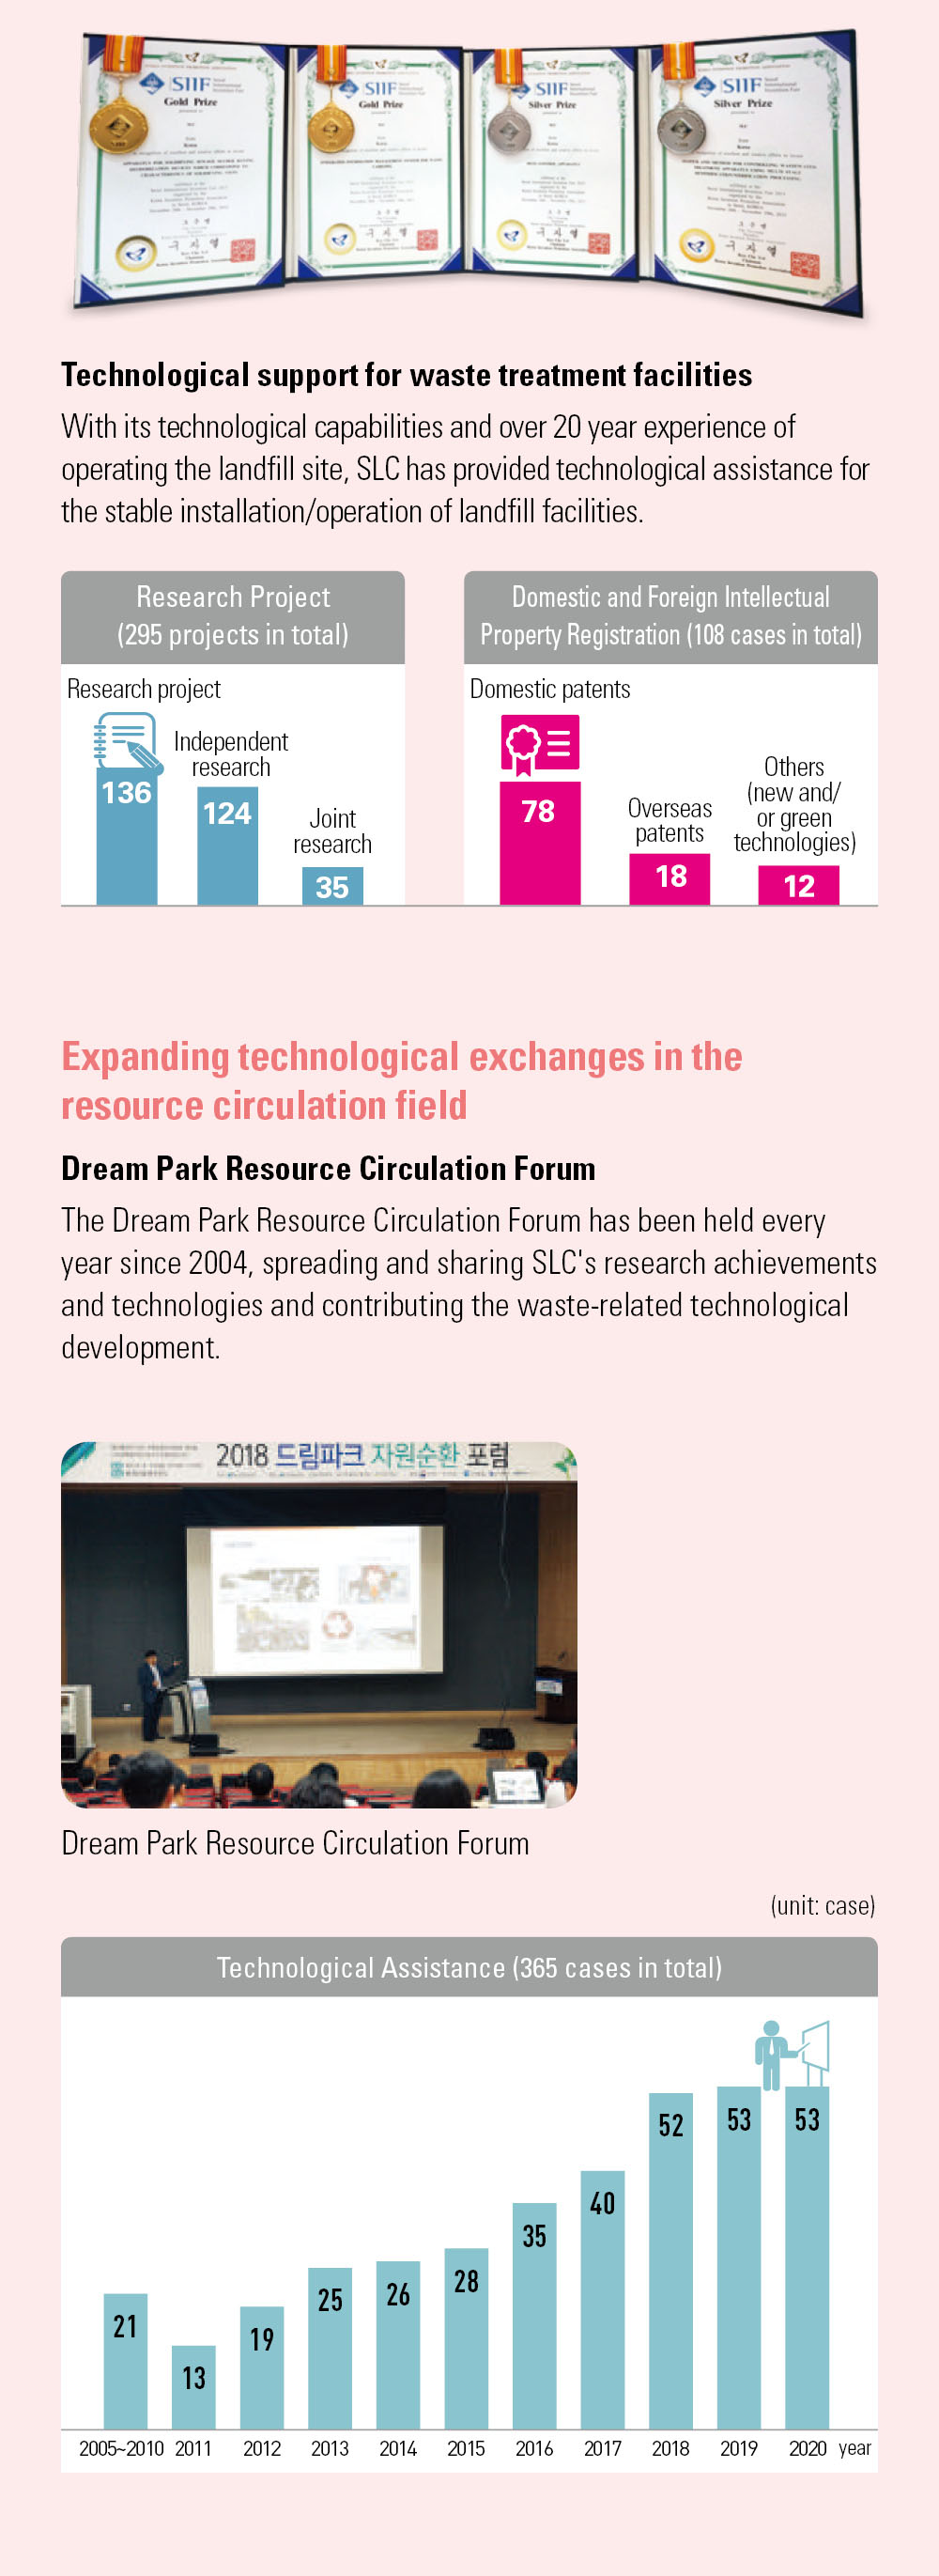 SIIF
Gold Prize
SIIF
Gold Prize
SIIF
Silver Prize
SIIF
Silver Prize
Technological support for waste treatment facilities
With its technological capabilities and over 20 year experience of
operating the landfill site, SLC has provided technological assistance for
the stable installation/operation of landfill facilities.
Research Project
(295 projects in total)
Research project
136
Independent
research
124
Joint
research
35
Domestic and Foreign Intellectual
Property Registration (108 cases in total)
Domestic patents
78
Overseas
patents
18
Others
(new and/
or green
technologies)
12
Expanding technological exchanges in the
resource circulation field
Dream Park Resource Circulation Forum
The Dream Park Resource Circulation Forum has been held every
year since 2004, spreading and sharing SLC's research achievements
and technologies and contributing the waste-related technological
development.
2018 드림파크 자원순환 포럼
Dream Park Resource Circulation Forum
(unit: case)
Technological Assistance (365 cases in total)
21
13
19
25
26
28
35
40
52
53
53
2005~2010 2011 2012 2013 2014 2015 2016 2017 2018 2019 2020 year